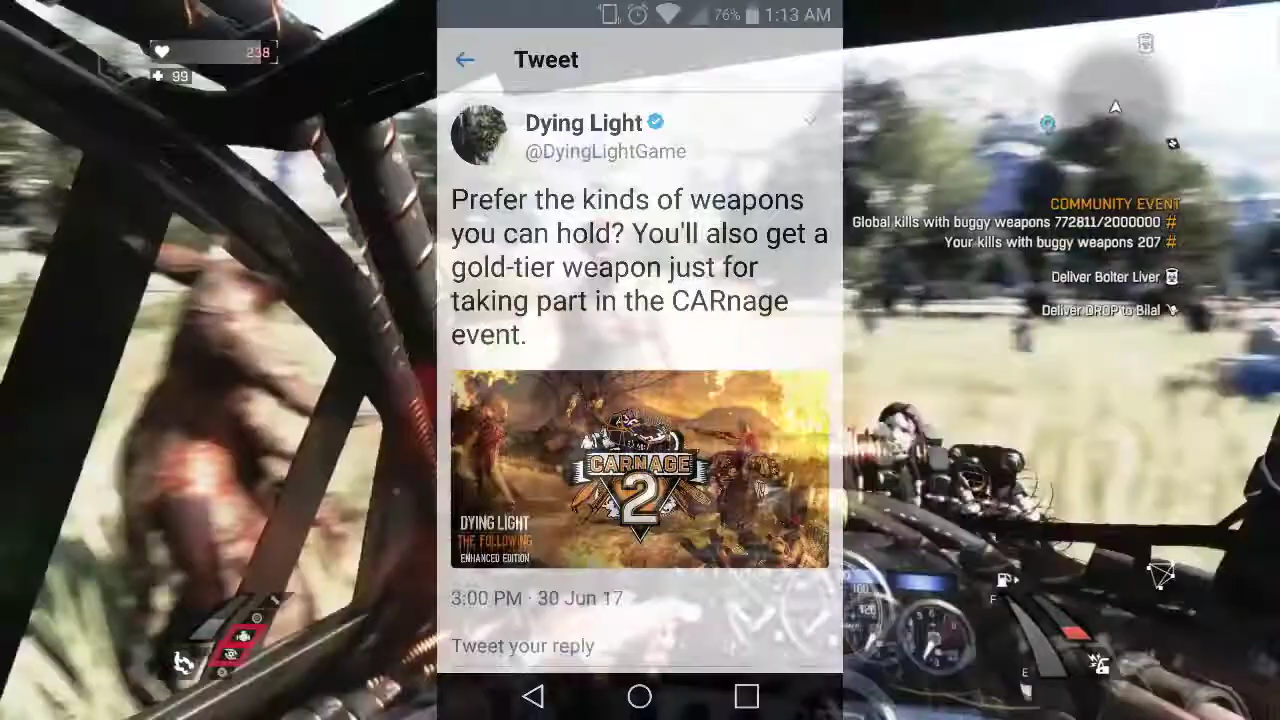 238
99
76% 1:13 AM
Tweet
Dying Light
@DyingLightGame
Prefer the kinds of weapons
you can hold? You'll also get a
gold-tier weapon just for
taking part in the CARnage
event.
CARNAGE
2
DYING LIGHT
THE FOLLOWING
ENHANCED EDITION
3:00 PM · 30 Jun 17
Tweet your reply
COMMUNITY EVENT
Global kills with buggy weapons 772811/2000000 #
Your kills with buggy weapons 207 #
Deliver Bolter Liver
Deliver DROP to Bilal
F
E